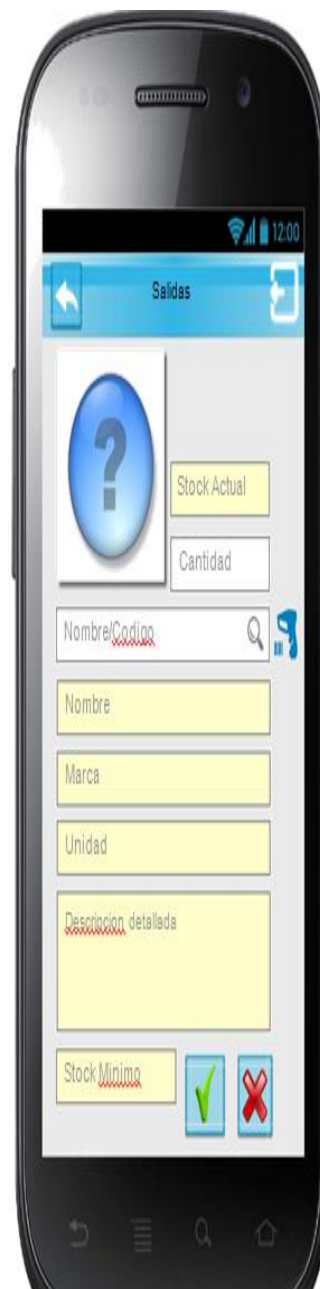 12:00
Salidas
?
Stock Actual
Cantidad
Nombre/Codigo
Nombre
Marca
Unidad
Descripcion detallada
Stock Minimo